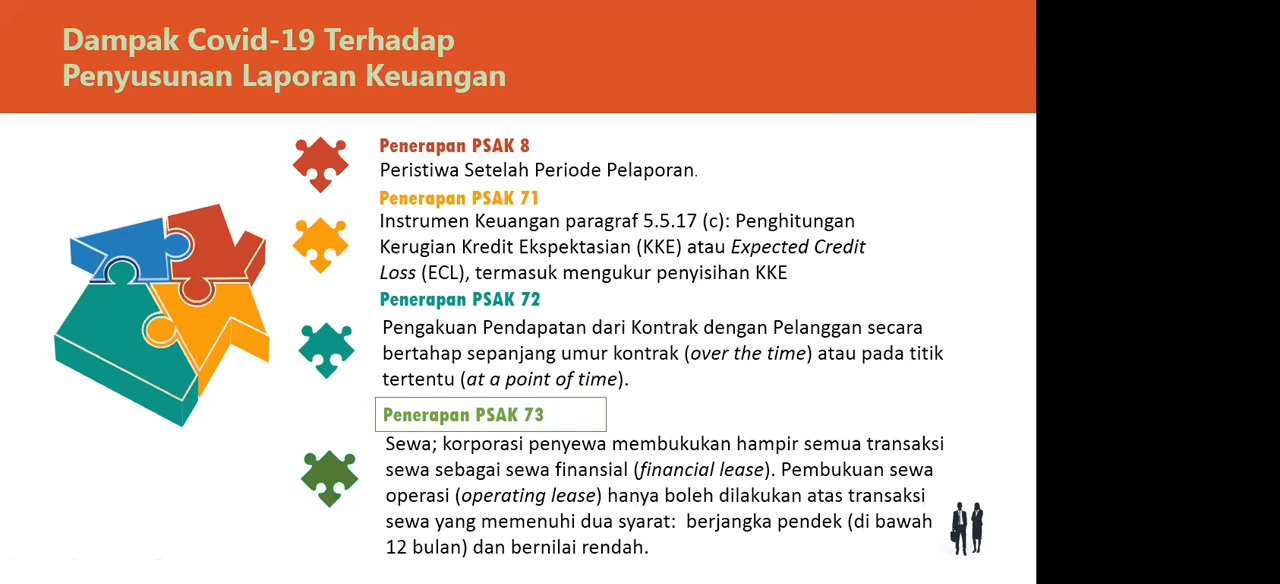 Dampak Covid-19 Terhadap
Penyusunan Laporan Keuangan
Penerapan PSAK 8
Peristiwa Setelah Periode Pelaporan.
Penerapan PSAK 71
Instrumen Keuangan paragraf 5.5.17 (c): Penghitungan
Kerugian Kredit Ekspektasian (KKE) atau Expected Credit
Loss (ECL), termasuk mengukur penyisihan KKE
Penerapan PSAK 72
Pengakuan Pendapatan dari Kontrak dengan Pelanggan secara
bertahap sepanjang umur kontrak (over the time) atau pada titik
tertentu (at a point of time).
Penerapan PSAK 73
Sewa; korporasi penyewa membukukan hampir semua transaksi
sewa sebagai sewa finansial (financial lease). Pembukuan sewa
operasi (operating lease) hanya boleh dilakukan atas transaksi
sewa yang memenuhi dua syarat: berjangka pendek (di bawah
12 bulan) dan bernilai rendah.